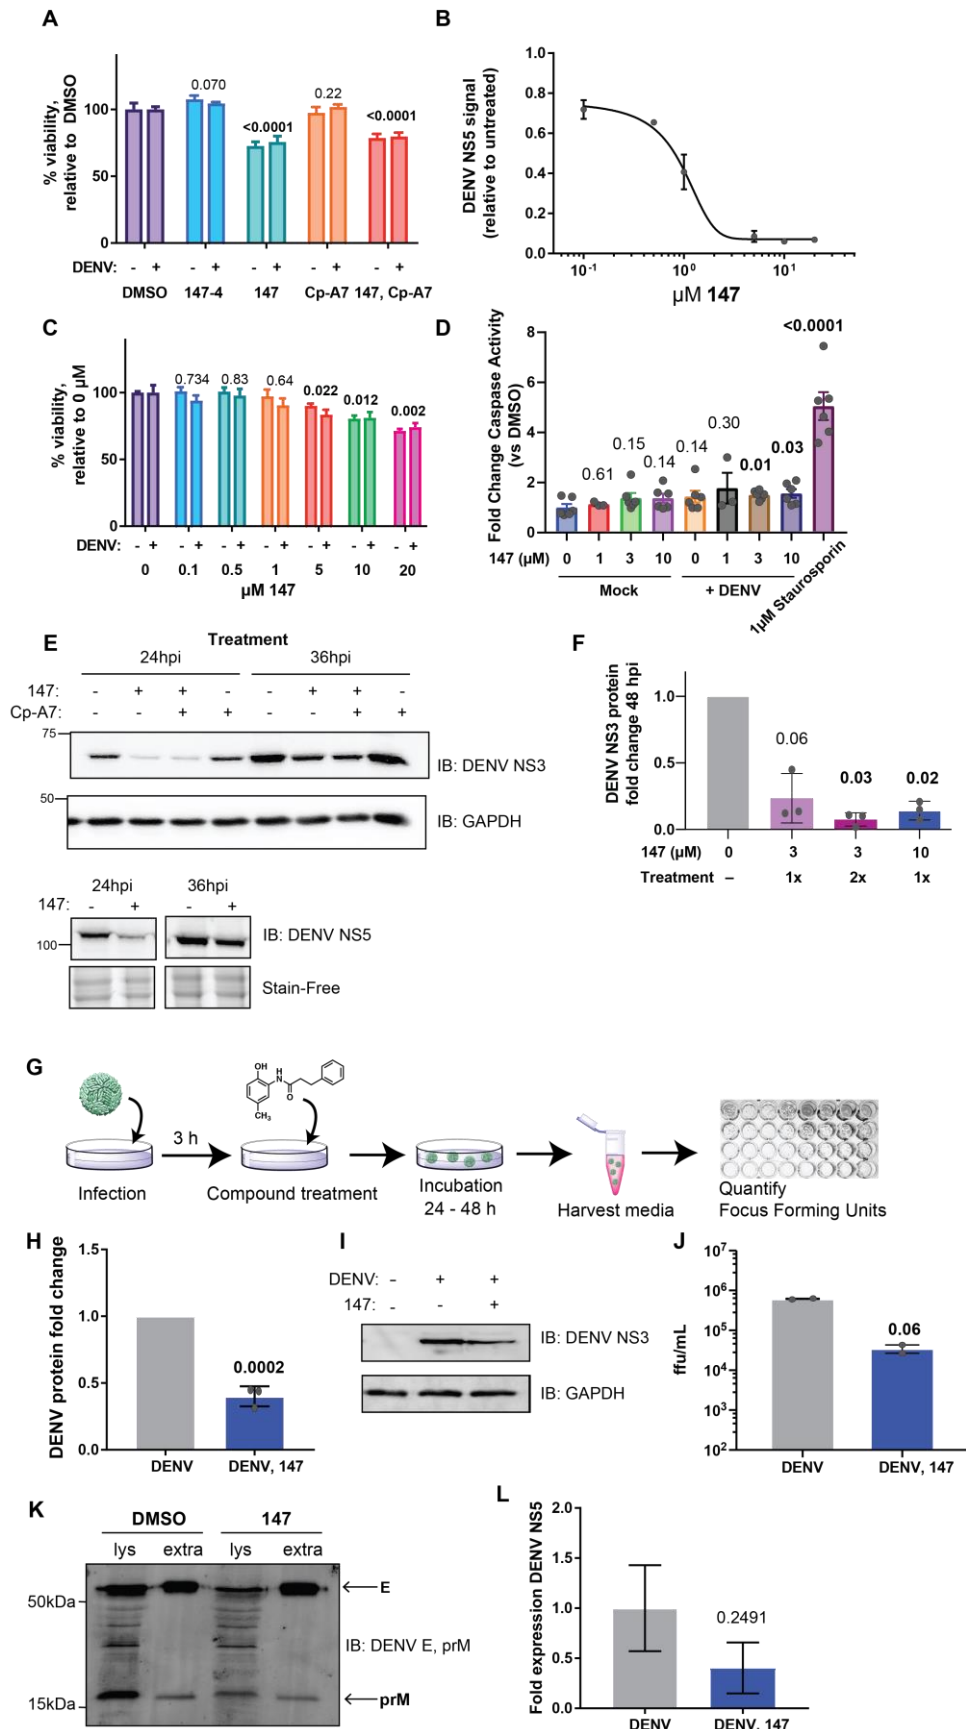 A
% viability,
relative to DMSO
100
50
0
0.070
<0.0001
0.22
<0.0001
DENV: - + - + - + - + - +
DMSO 147-4 147 Cp-A7 147, Cp-A7
B
DENV NS5 signal
(relative to untreated)
1.0
0.8
0.6
0.4
0.2
0.0
10-1 100 101
µM 147
C
% viability,
relative to 0 µM
100
50
0
0.734 0.83 0.64 0.022 0.012 0.002
DENV: - + - + - + - + - + - + - +
0 0.1 0.5 1 5 10 20
µM 147
D
Fold Change Caspase Activity
(vs DMSO)
8
6
4
2
0
0.61 0.15 0.14 0.14 0.30 0.01 0.03 <0.0001
147 (µM) 0 1 3 10 0 1 3 10
Mock + DENV
1µM Staurosporin
E
Treatment
24hpi 36hpi
147: - + + - - + + -
Cp-A7: - - + + - - + +
75
IB: DENV NS3
50
IB: GAPDH
24hpi 36hpi
147: - + - +
100
IB: DENV NS5
Stain-Free
F
DENV NS3 protein
fold change 48 hpi
1.0
0.5
0.0
0.06 0.03 0.02
147 (µM) 0 3 3 10
Treatment – 1x 2x 1x
G
OH
H
N
O
CH3
3 h
Infection
Compound treatment
Incubation
24 - 48 h
Harvest media
Quantify
Focus Forming Units
H
DENV protein fold change
1.5
1.0
0.5
0.0
0.0002
DENV DENV, 147
I
DENV: - + +
147: - - +
IB: DENV NS3
IB: GAPDH
J
ffu/mL
107
106
105
104
103
102
0.06
DENV DENV, 147
K
DMSO 147
lys extra lys extra
50kDa
E
IB: DENV E, prM
15kDa
prM
L
Fold expression DENV NS5
2.0
1.5
1.0
0.5
0.0
0.2491
DENV DENV, 147